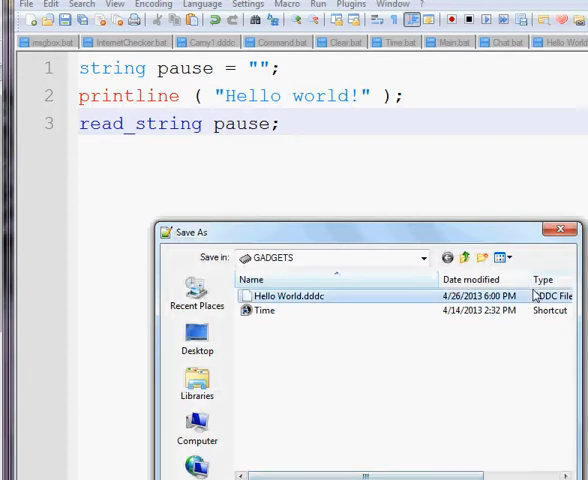 File Edit Search View Encoding Language Settings Macro Run Plugins Window ?
msgbox.bat InternetChecker.bat Carny1.dddc Command.bat Clear.bat Time.bat Main.bat Chat.bat Hello World
1 string pause = "";
2 printline ( "Hello world!" );
3 read_string pause;
Save As
Save in: GADGETS
Name Date modified Type
Hello World.dddc 4/26/2013 6:00 PM DDC File
Time 4/14/2013 2:32 PM Shortcut
Recent Places
Desktop
Libraries
Computer